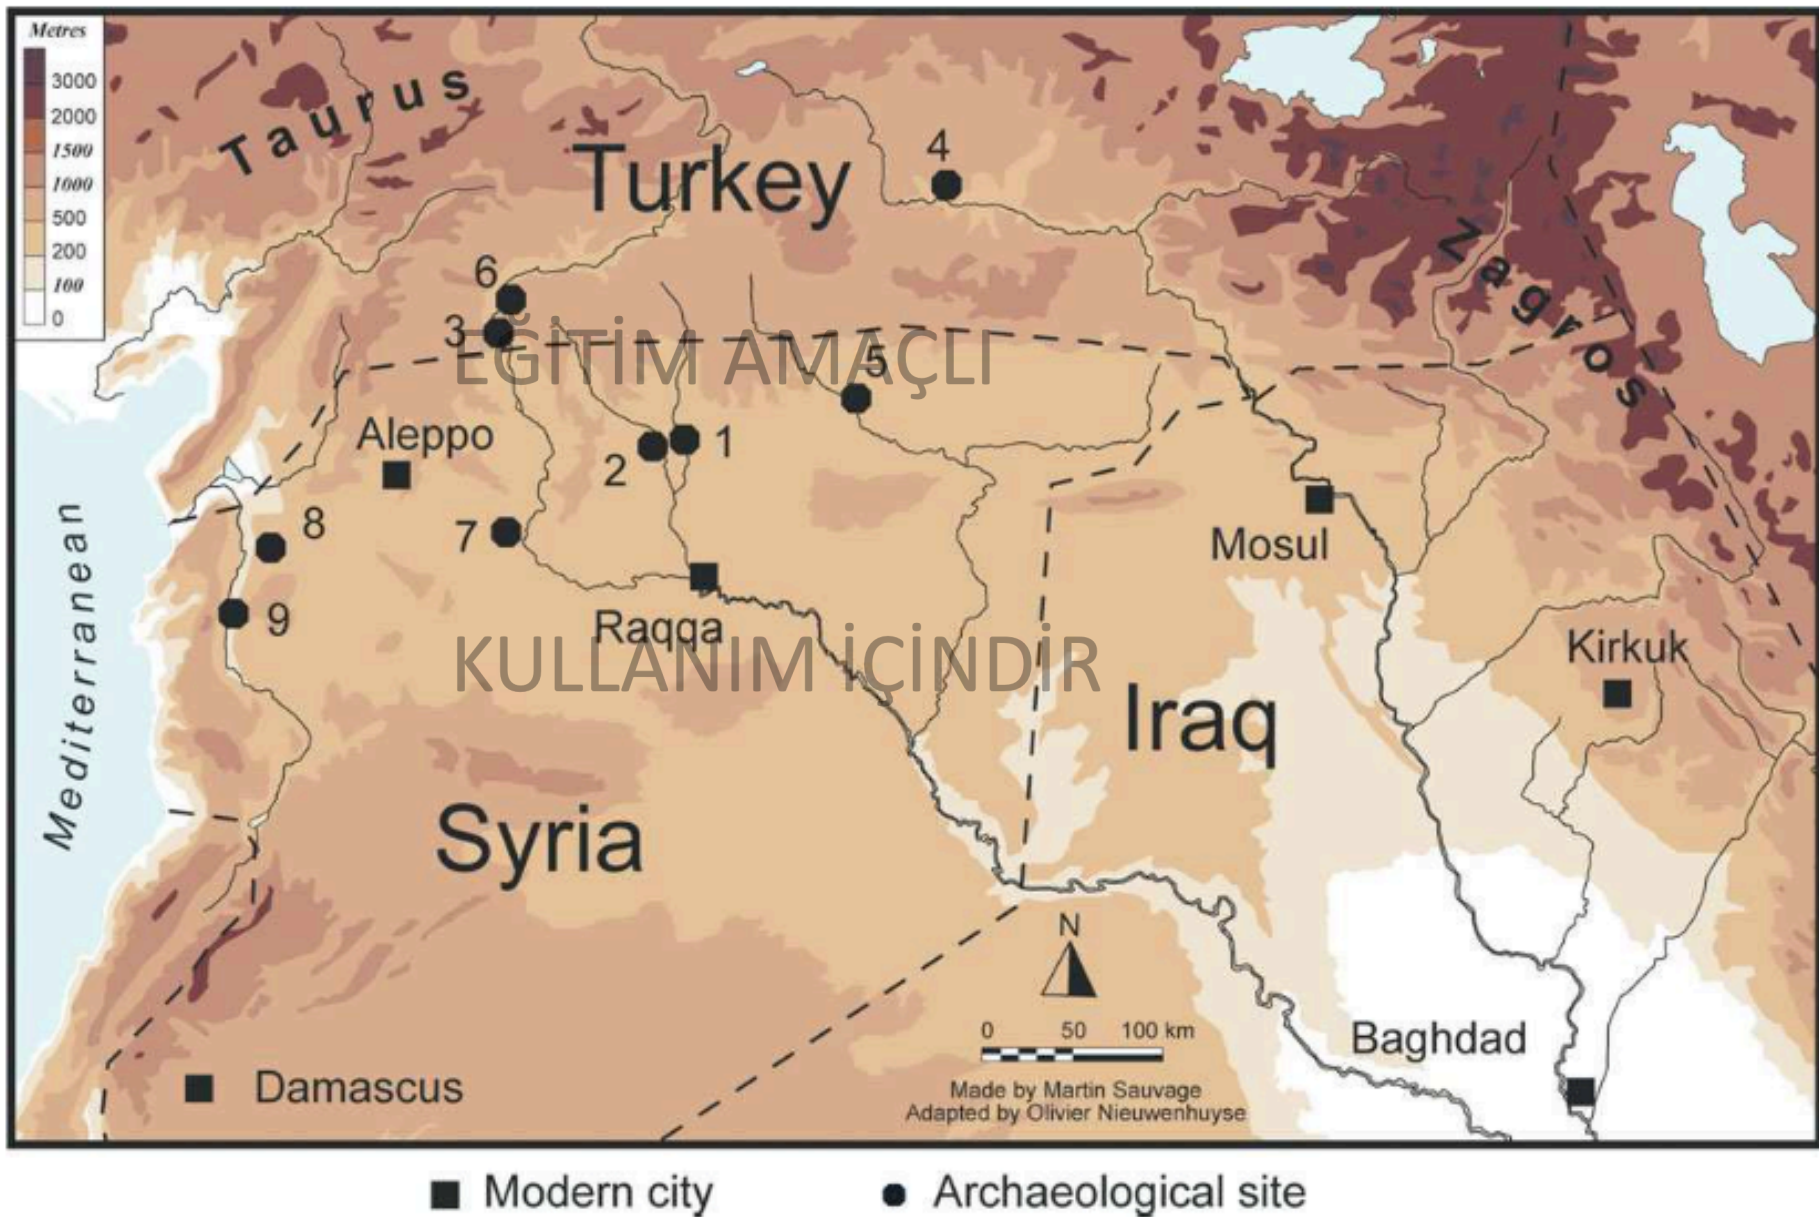 Metres
3000
2000
1500
1000
500
200
100
0
Taurus
Turkey
4
Zagros
6
3
EĞİTİM AMAÇLI
5
Aleppo
2
1
Mediterranean
8
7
Mosul
9
Raqqa
KULLANIM İÇİNDİR
Kirkuk
Iraq
Syria
N
0 50 100 km
Made by Martin Sauvage
Adapted by Olivier Nieuwenhuyse
Baghdad
Damascus
Modern city
Archaeological site